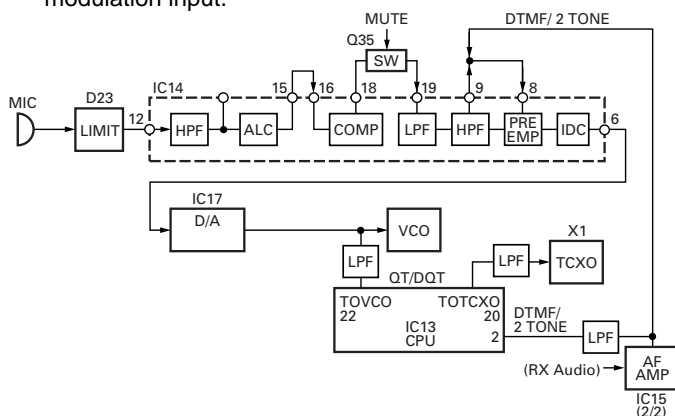 modulation input.
MUTE
DTMF/ 2 TONE
Q35
SW
IC14
15
16
18
19
9
8
MIC
D23
LIMIT
12
HPF
ALC
COMP
LPF
HPF
PRE
EMP
IDC
6
IC17
D/A
VCO
X1
LPF
LPF
TCXO
QT/DQT
TOVCO
22
TOTCXO
20
IC13
CPU
2
DTMF/
2 TONE
LPF
(RX Audio)
AF
AMP
IC15
(2/2)